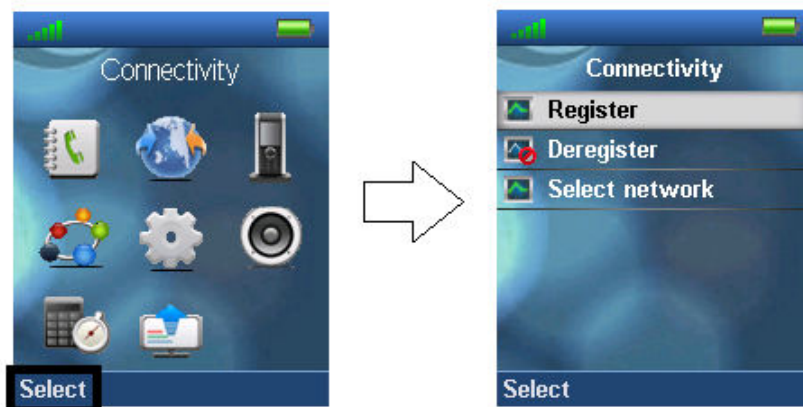 Connectivity
Select
Connectivity
Register
Deregister
Select network
Select